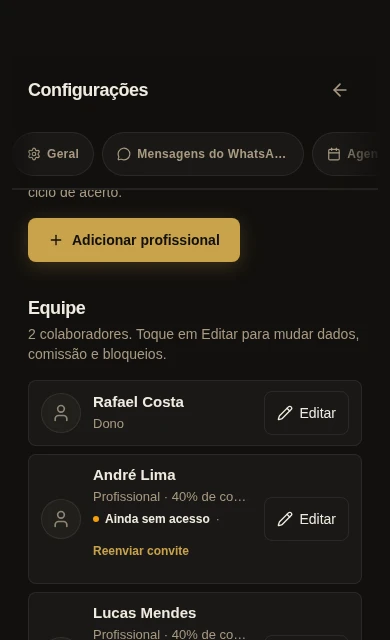 Configurações
Geral
Mensagens do WhatsA...
Agen
ciclo de acerto.
+ Adicionar profissional
Equipe
2 colaboradores. Toque em Editar para mudar dados,
comissão e bloqueios.
Rafael Costa
Dono
Editar
André Lima
Profissional · 40% de co...
Ainda sem acesso ·
Reenviar convite
Editar
Lucas Mendes
Profissional · 40% de co...